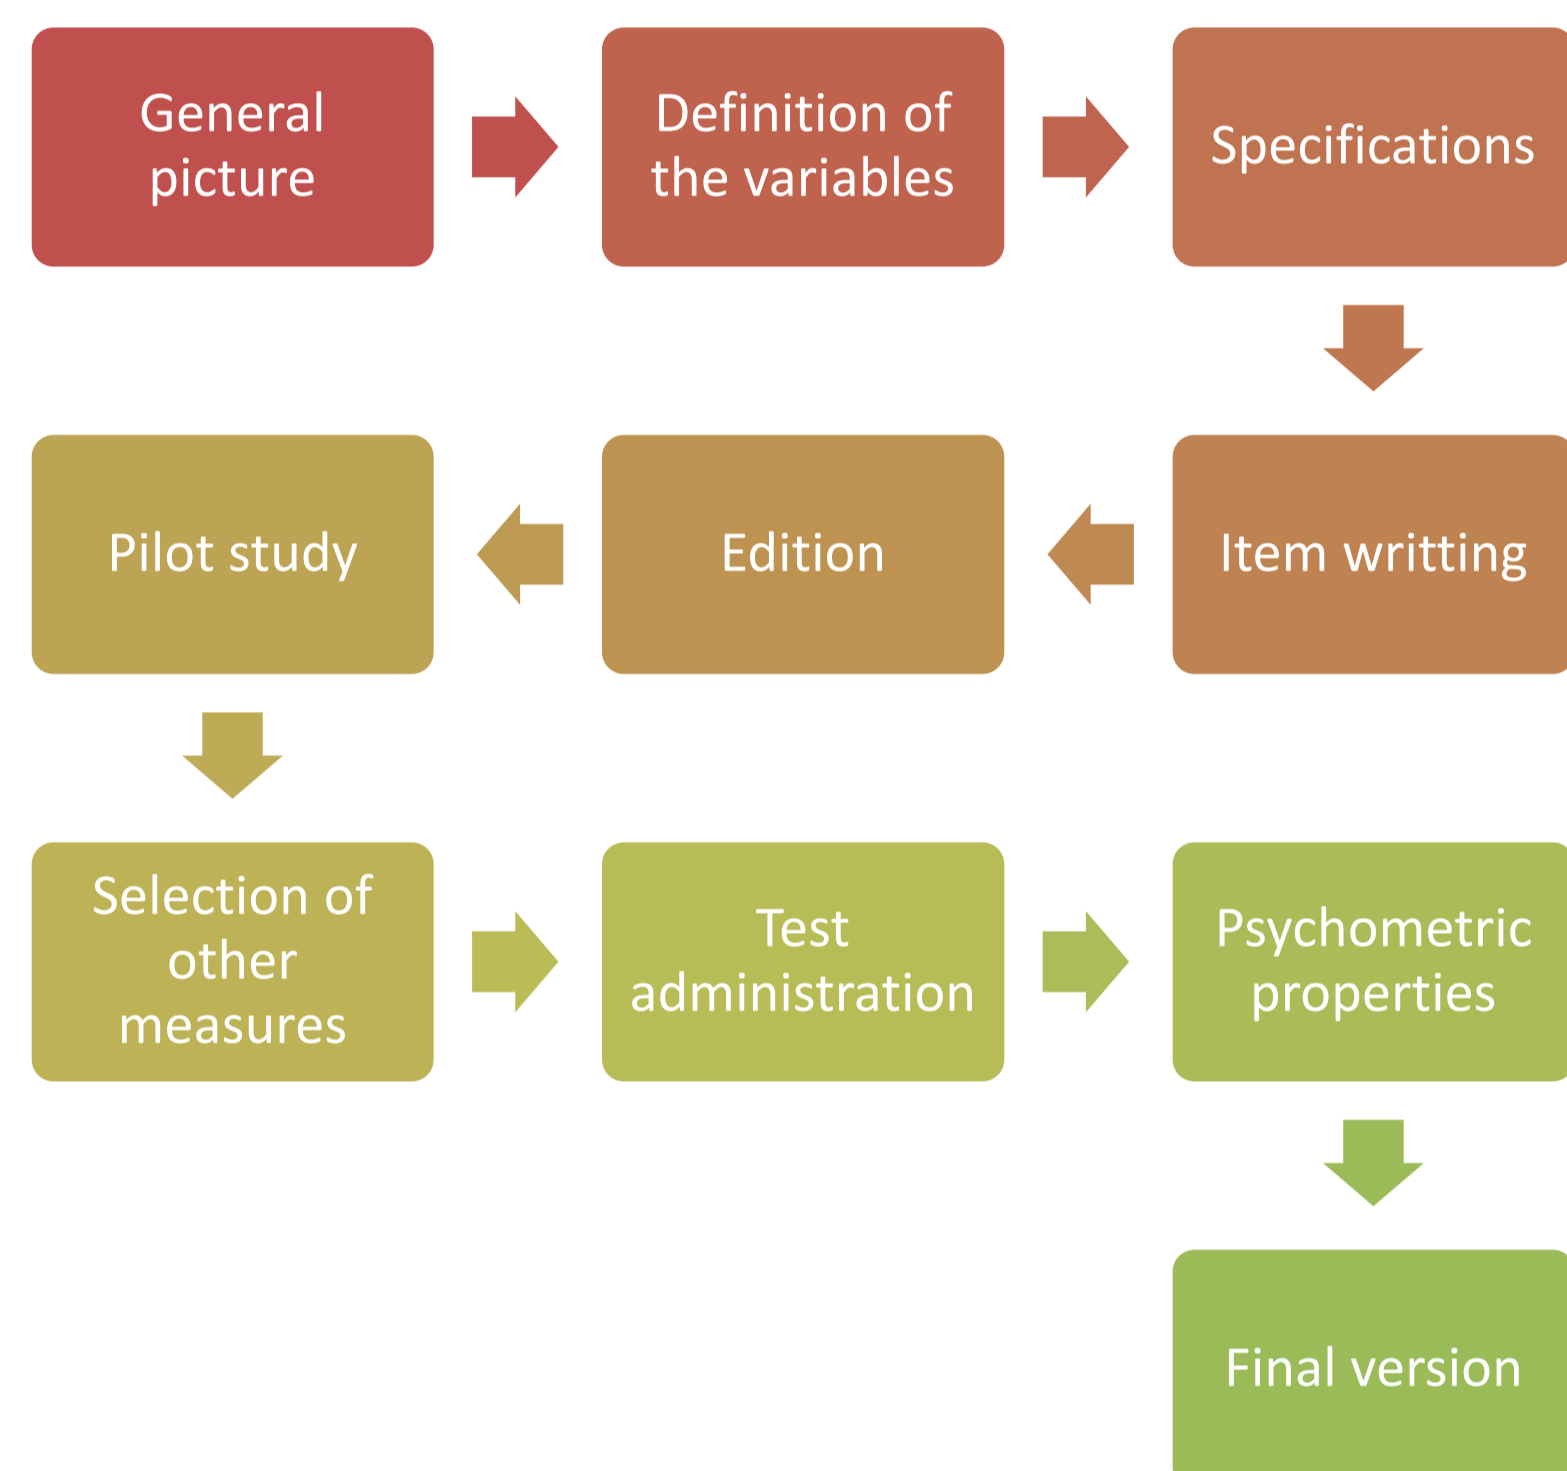 General
picture
Definition of
the variables
Specifications
Item writting
Edition
Pilot study
Selection of
other
measures
Test
administration
Psychometric
properties
Final version